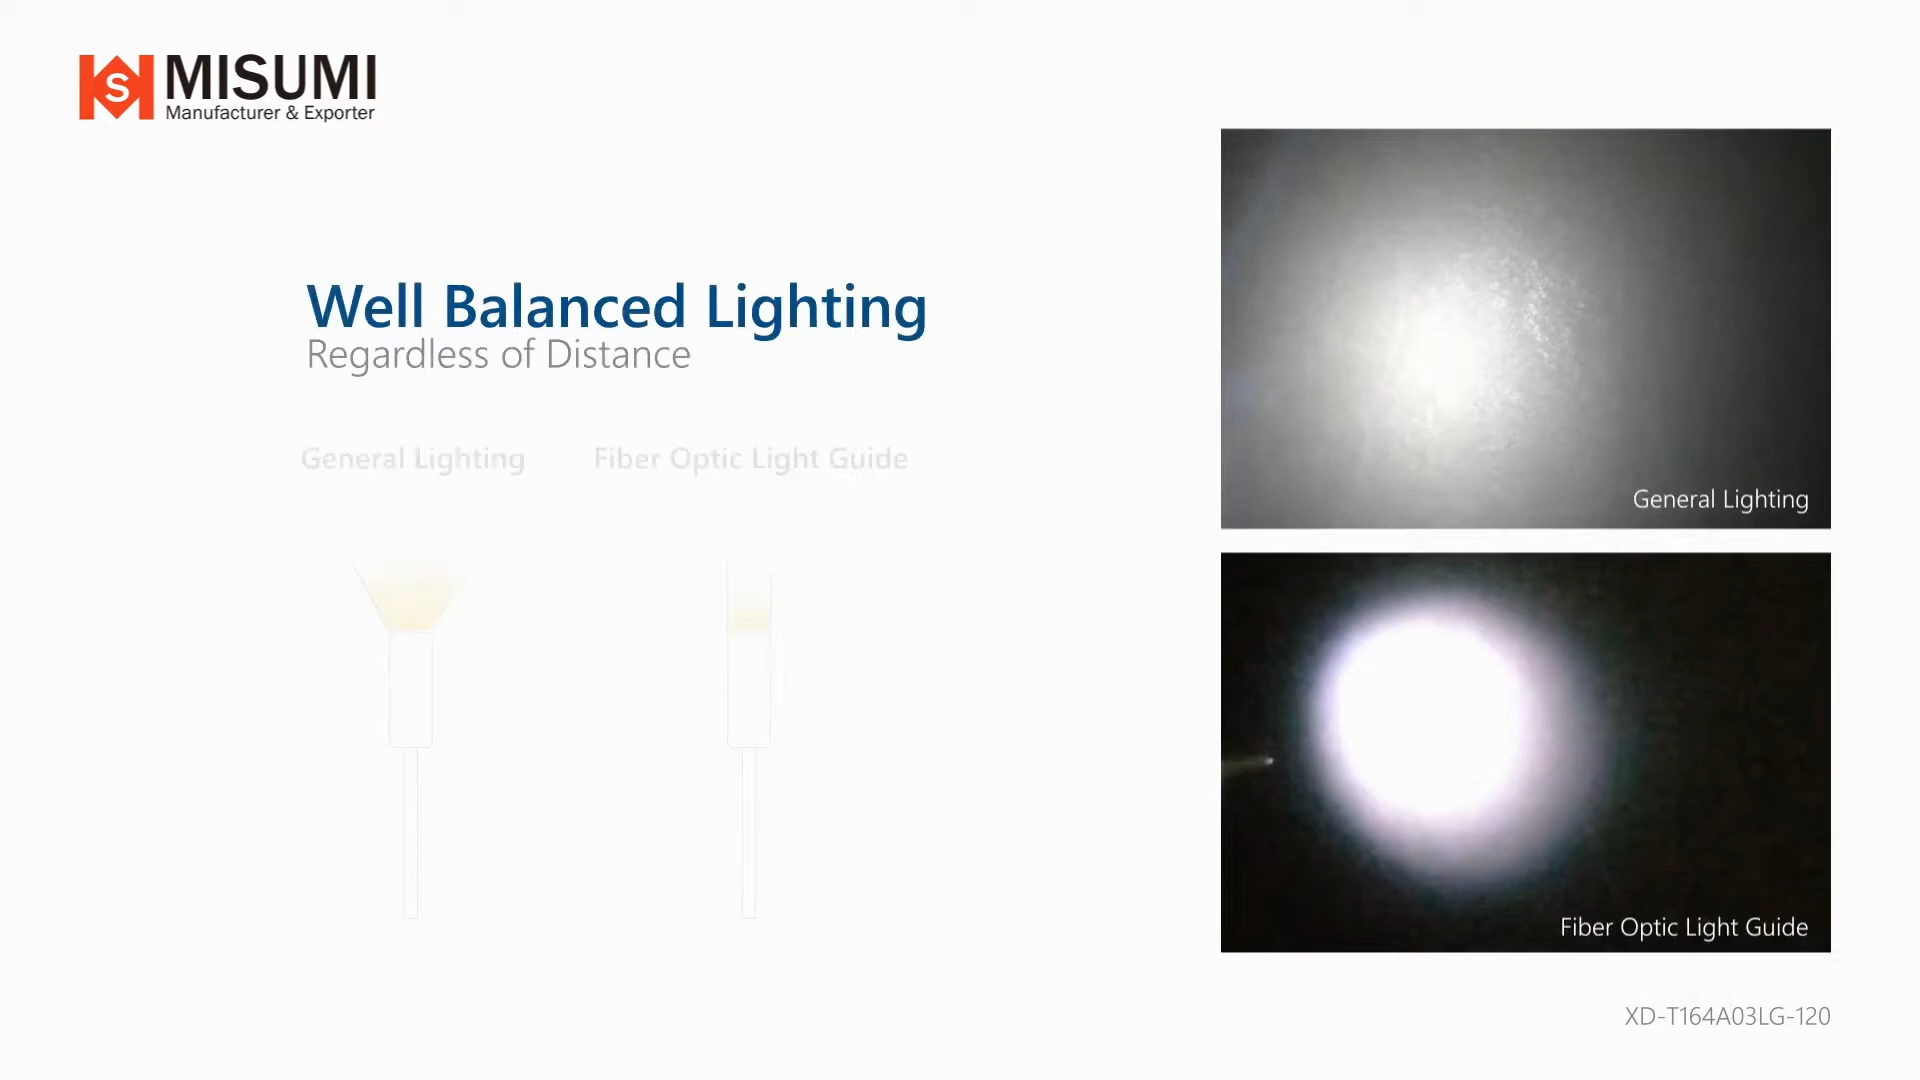 S
MISUMI
Manufacturer & Exporter
Well Balanced Lighting
Regardless of Distance
General Lighting
Fiber Optic Light Guide
General Lighting
Fiber Optic Light Guide
XD-T164A03LG-120